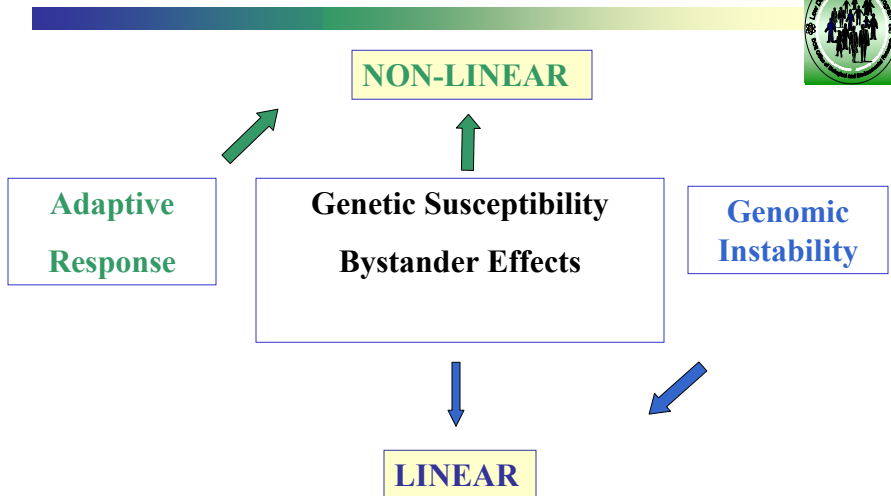 NON-LINEAR
Adaptive
Response
Genetic Susceptibility
Bystander Effects
Genomic
Instability
LINEAR